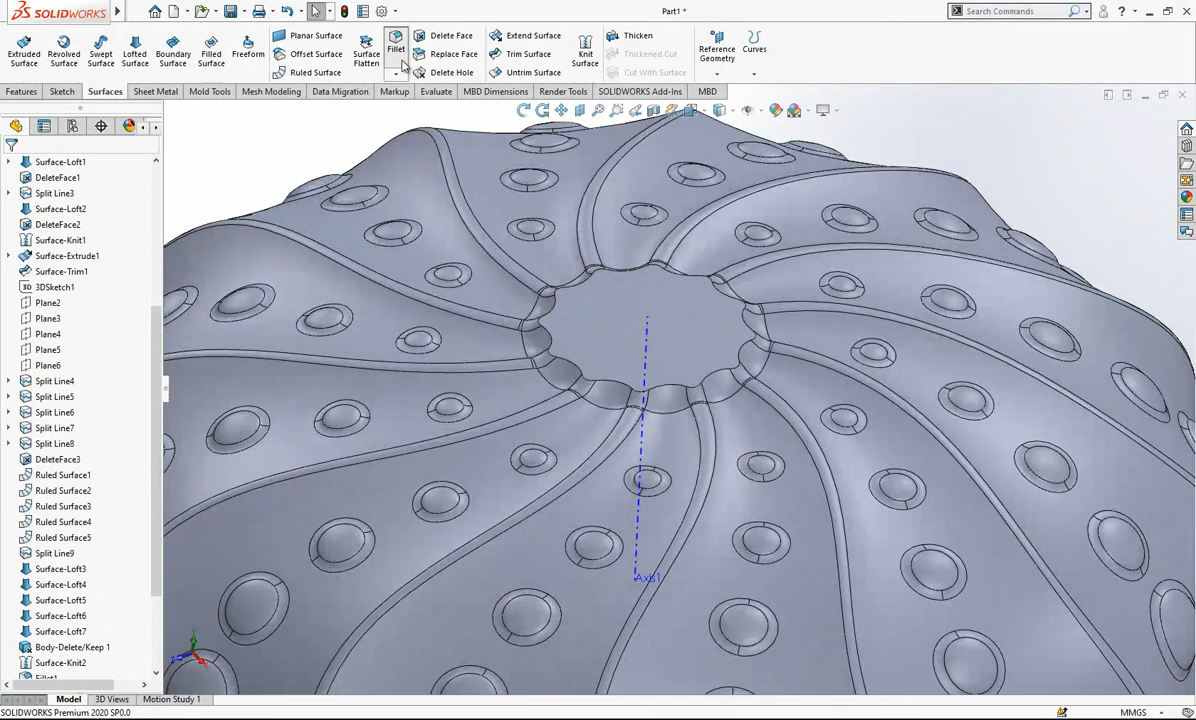 SOLIDWORKS
Part1 *
Search Commands
Extruded Surface
Revolved Surface
Swept Surface
Lofted Surface
Boundary Surface
Filled Surface
Freeform
Planar Surface
Offset Surface
Ruled Surface
Surface Flatten
Fillet
Delete Face
Replace Face
Delete Hole
Extend Surface
Trim Surface
Untrim Surface
Knit Surface
Thicken
Thickened Cut
Cut With Surface
Reference Geometry
Curves
Features Sketch Surfaces Sheet Metal Mold Tools Mesh Modeling Data Migration Markup Evaluate MBD Dimensions Render Tools SOLIDWORKS Add-Ins MBD
Surface-Loft1
DeleteFace1
Split Line3
Surface-Loft2
DeleteFace2
Surface-Knit1
Surface-Extrude1
Surface-Trim1
3D 3DSketch1
Plane2
Plane3
Plane4
Plane5
Plane6
Split Line4
Split Line5
Split Line6
Split Line7
Split Line8
DeleteFace3
Ruled Surface1
Ruled Surface2
Ruled Surface3
Ruled Surface4
Ruled Surface5
Split Line9
Surface-Loft3
Surface-Loft4
Surface-Loft5
Surface-Loft6
Surface-Loft7
Body-Delete/Keep 1
Surface-Knit2
Fillet1
Axis1
Model 3D Views Motion Study 1
SOLIDWORKS Premium 2020 SP0.0
MMGS